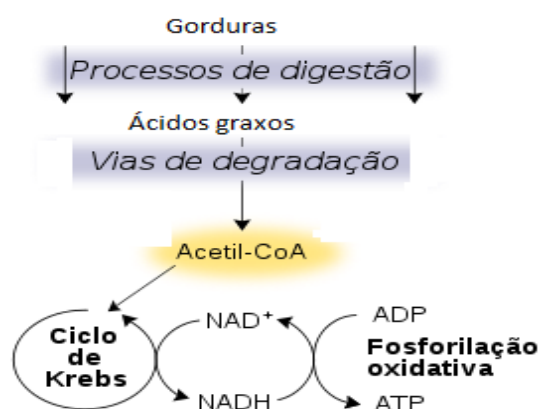 Gorduras
Processos de digestão
Ácidos graxos
Vias de degradação
Acetil-CoA
Ciclo
de
Krebs
NAD+
NADH
ADP
Fosforilação
oxidativa
ATP